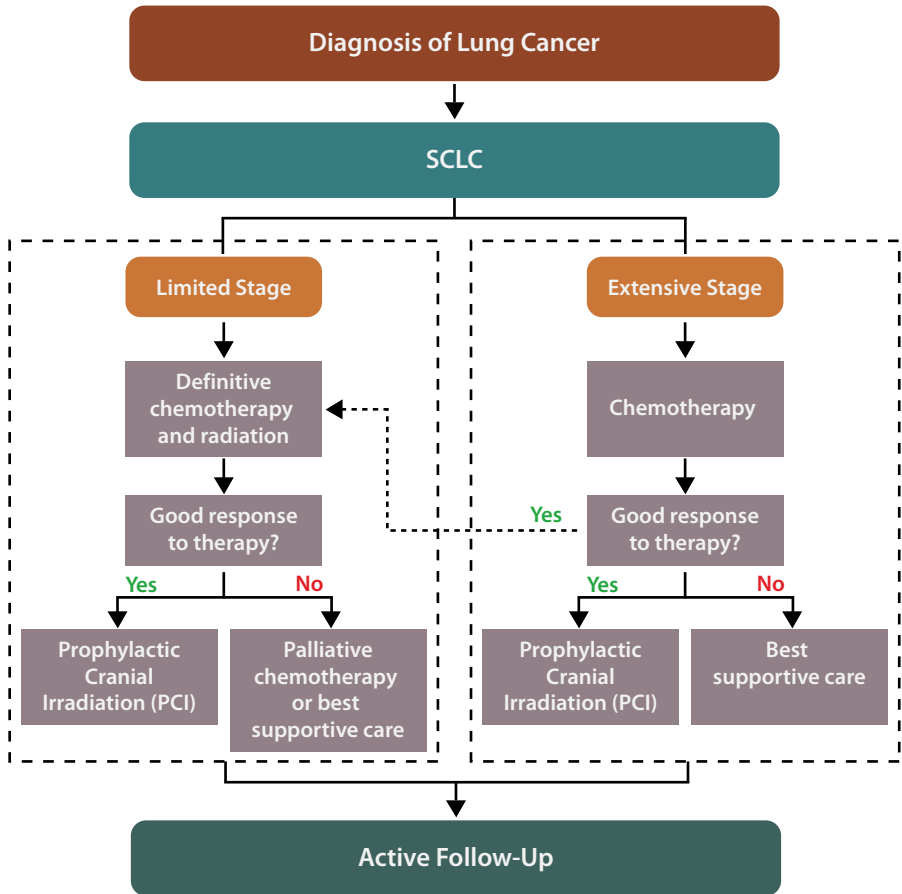 Diagnosis of Lung Cancer
SCLC
Limited Stage
Definitive
chemotherapy
and radiation
Good response
to therapy?
Yes
No
Prophylactic
Cranial
Irradiation (PCI)
Palliative
chemotherapy
or best
supportive care
Extensive Stage
Chemotherapy
Yes
Good response
to therapy?
Yes
No
Prophylactic
Cranial
Irradiation (PCI)
Best
supportive care
Active Follow-Up